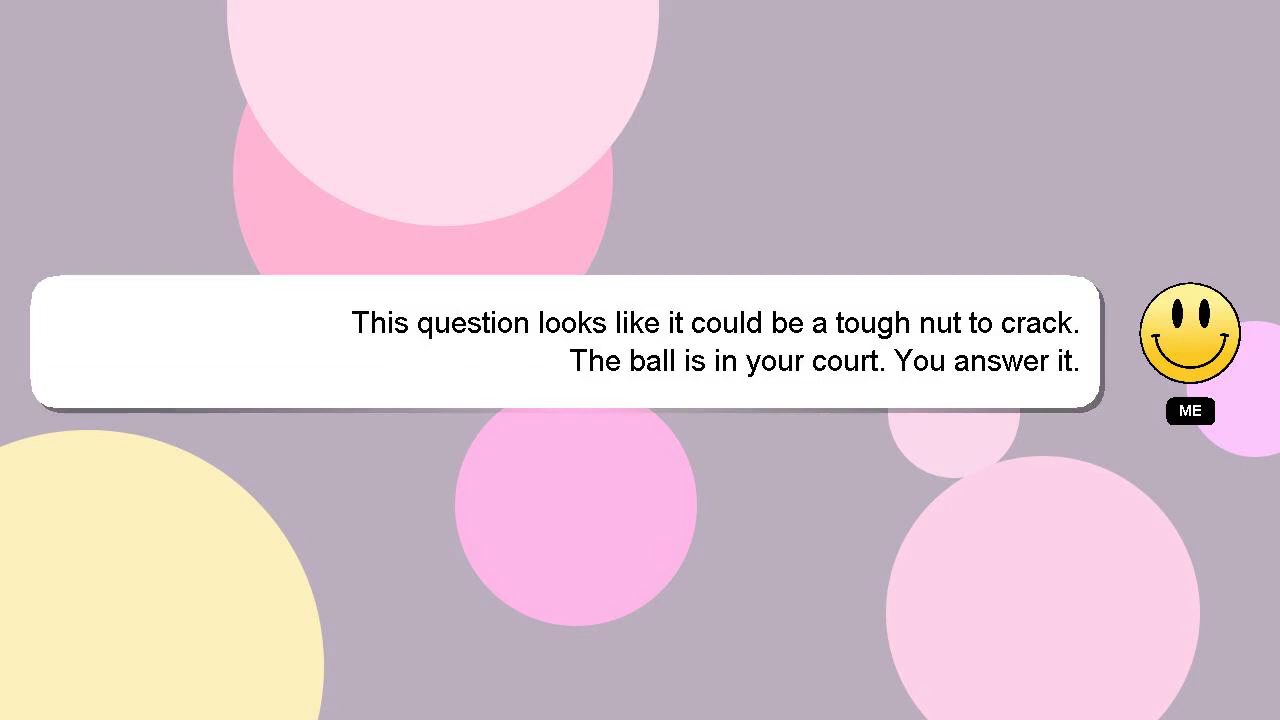 This question looks like it could be a tough nut to crack.
The ball is in your court. You answer it.
ME